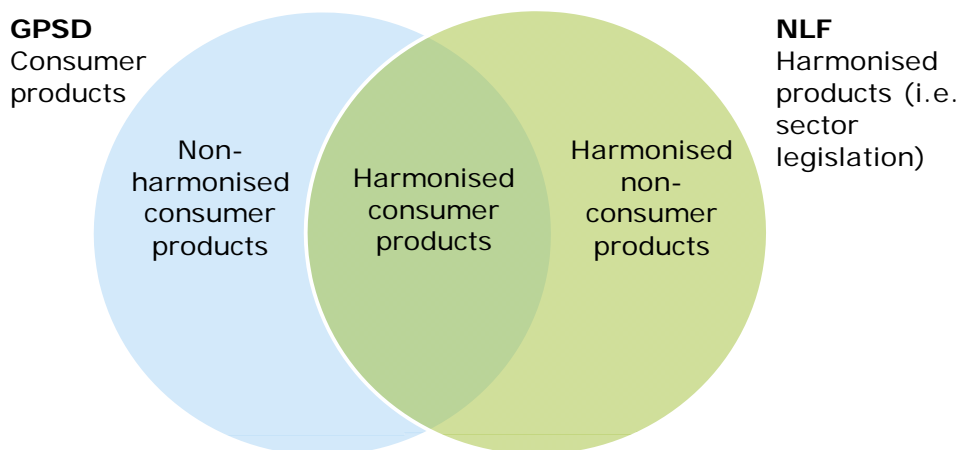 GPSD
Consumer
products
Non-
harmonised
consumer
products
Harmonised
consumer
products
Harmonised
non-
consumer
products
NLF
Harmonised
products (i.e.
sector
legislation)